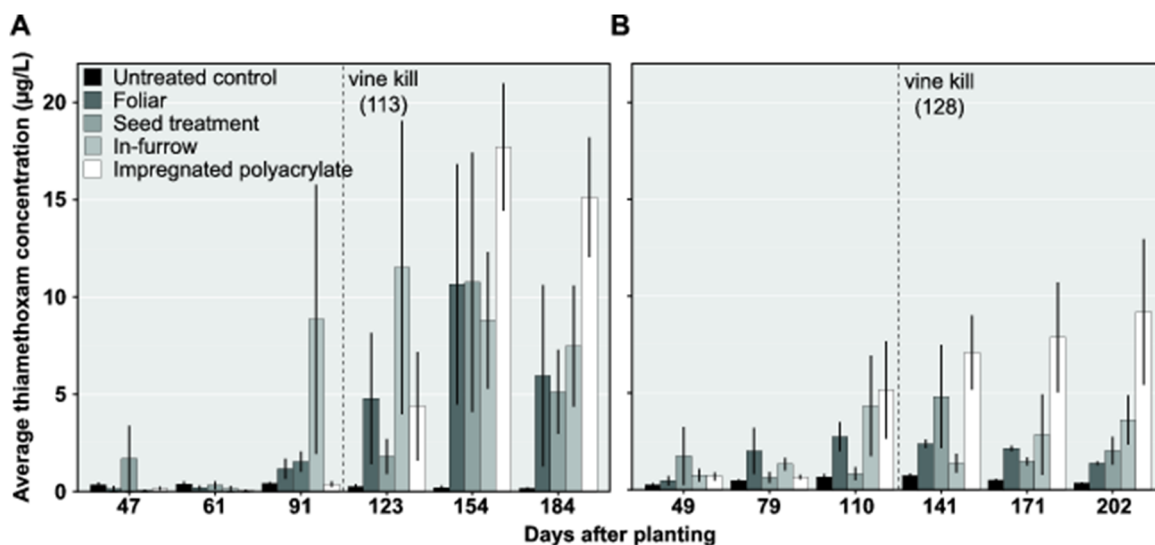 A
B
Average thiamethoxam concentration (µg/L)
20
15
10
5
0
Untreated control
Foliar
Seed treatment
In-furrow
Impregnated polyacrylate
vine kill
(113)
vine kill
(128)
47 61 91 123 154 184
49 79 110 141 171 202
Days after planting